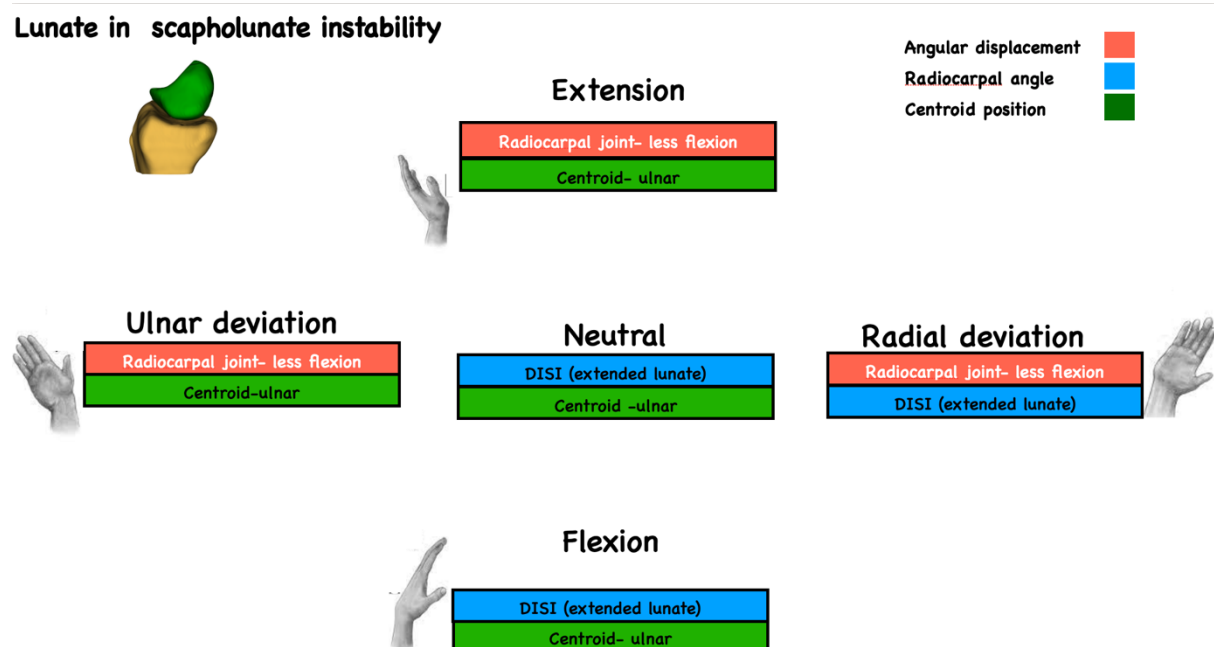 Lunate in scapholunate instability
Angular displacement
Radiocarpal angle
Centroid position
Extension
Radiocarpal joint- less flexion
Centroid- ulnar
Ulnar deviation
Radiocarpal joint- less flexion
Centroid-ulnar
Neutral
DISI (extended lunate)
Centroid -ulnar
Radial deviation
Radiocarpal joint- less flexion
DISI (extended lunate)
Flexion
DISI (extended lunate)
Centroid- ulnar